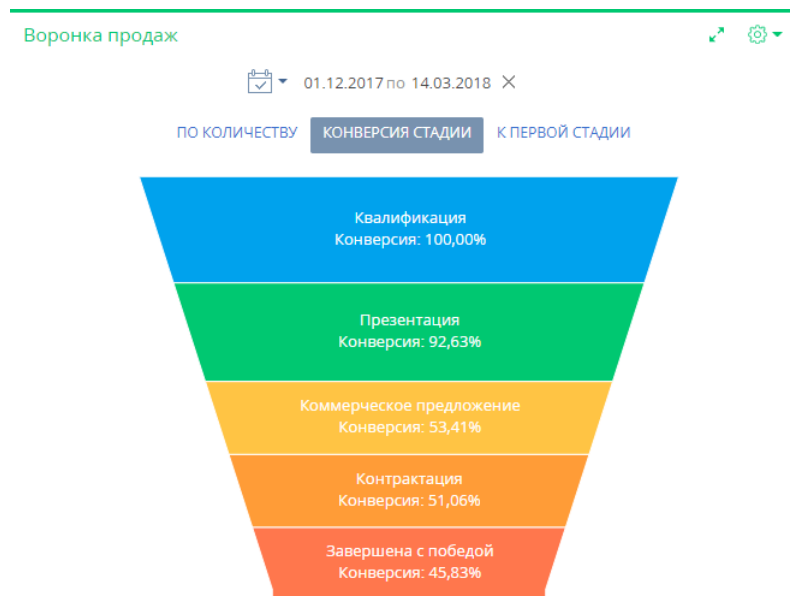 Воронка продаж
01.12.2017 по 14.03.2018
ПО КОЛИЧЕСТВУ КОНВЕРСИЯ СТАДИИ К ПЕРВОЙ СТАДИИ
Квалификация
Конверсия: 100,00%
Презентация
Конверсия: 92,63%
Коммерческое предложение
Конверсия: 53,41%
Контрактация
Конверсия: 51,06%
Завершена с победой
Конверсия: 45,83%